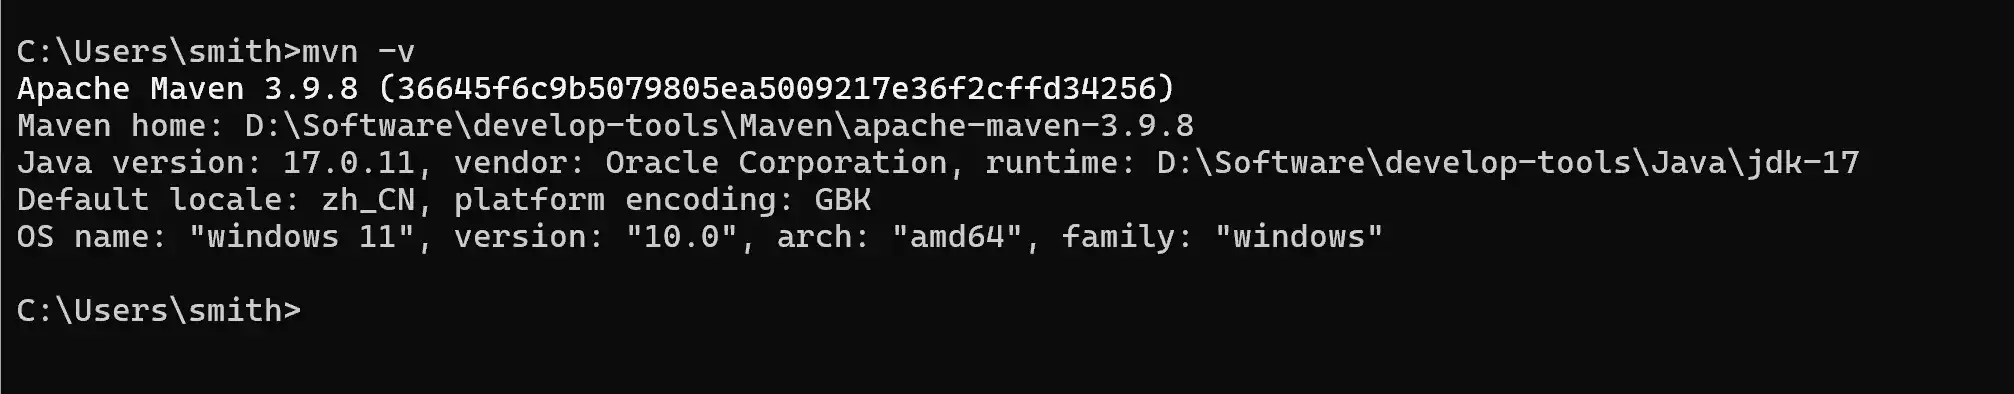 C:\Users\smith>mvn -v
Apache Maven 3.9.8 (36645f6c9b5079805ea5009217e36f2cffd34256)
Maven home: D:\Software\develop-tools\Maven\apache-maven-3.9.8
Java version: 17.0.11, vendor: Oracle Corporation, runtime: D:\Software\develop-tools\Java\jdk-17
Default locale: zh_CN, platform encoding: GBK
OS name: "windows 11", version: "10.0", arch: "amd64", family: "windows"
C:\Users\smith>